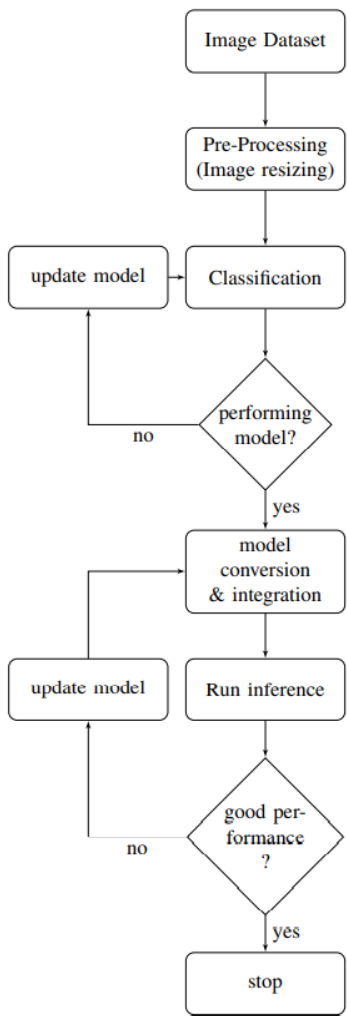 Image Dataset
Pre-Processing
(Image resizing)
update model
Classification
performing
model?
no
yes
model
conversion
& integration
update model
Run inference
good per-
formance
?
no
yes
stop